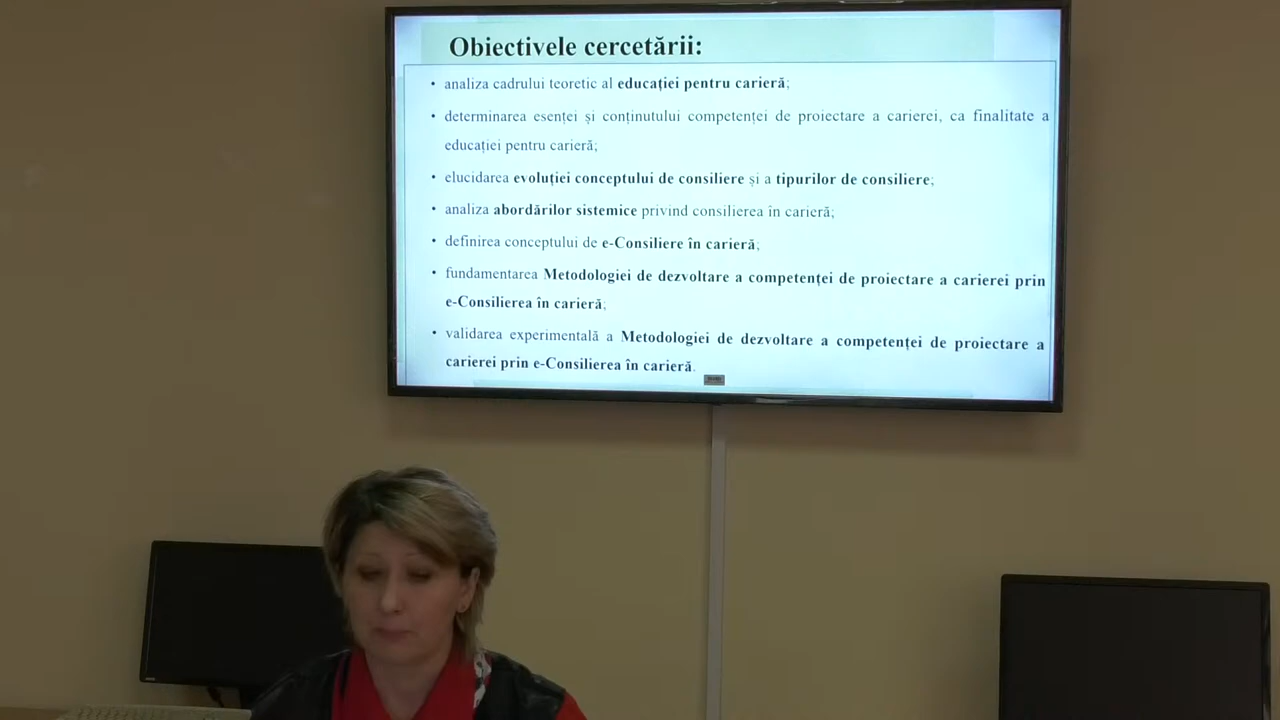 Obiectivele cercetării:
• analiza cadrului teoretic al educației pentru carieră;
• determinarea esenței și conținutului competenței de proiectare a carierei, ca finalitate a
educației pentru carieră;
• elucidarea evoluției conceptului de consiliere și a tipurilor de consiliere;
• analiza abordărilor sistemice privind consilierea în carieră;
• definirea conceptului de e-Consiliere în carieră;
• fundamentarea Metodologiei de dezvoltare a competenței de proiectare a carierei prin
e-Consilierea în carieră;
• validarea experimentală a Metodologiei de dezvoltare a competenței de proiectare a
carierei prin e-Consilierea în carieră.